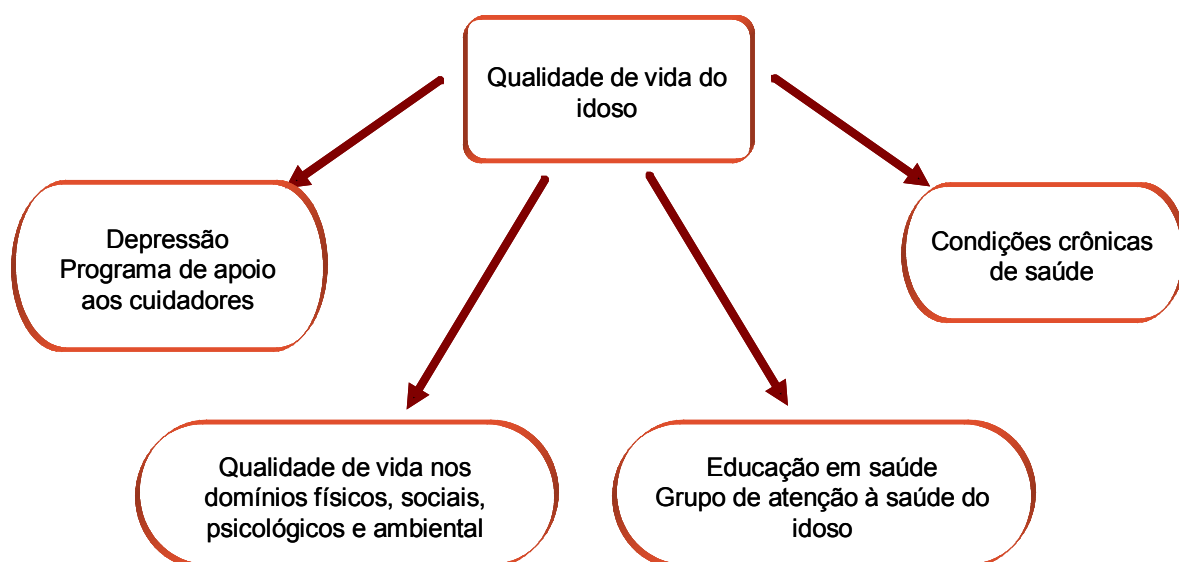 Qualidade de vida do
idoso
Depressão
Programa de apoio
aos cuidadores
Condições crônicas
de saúde
Qualidade de vida nos
domínios físicos, sociais,
psicológicos e ambiental
Educação em saúde
Grupo de atenção à saúde do
idoso